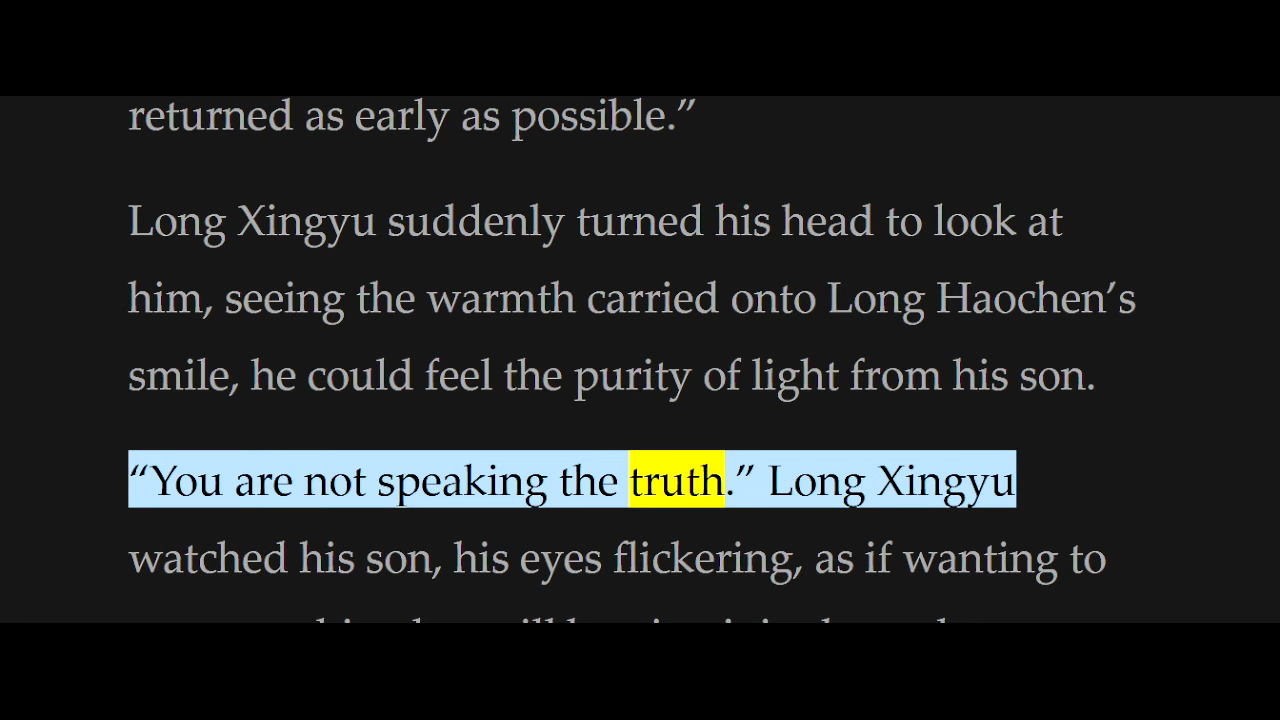 returned as early as possible.”
Long Xingyu suddenly turned his head to look at
him, seeing the warmth carried onto Long Haochen’s
smile, he could feel the purity of light from his son.
“You are not speaking the truth.” Long Xingyu
watched his son, his eyes flickering, as if wanting to